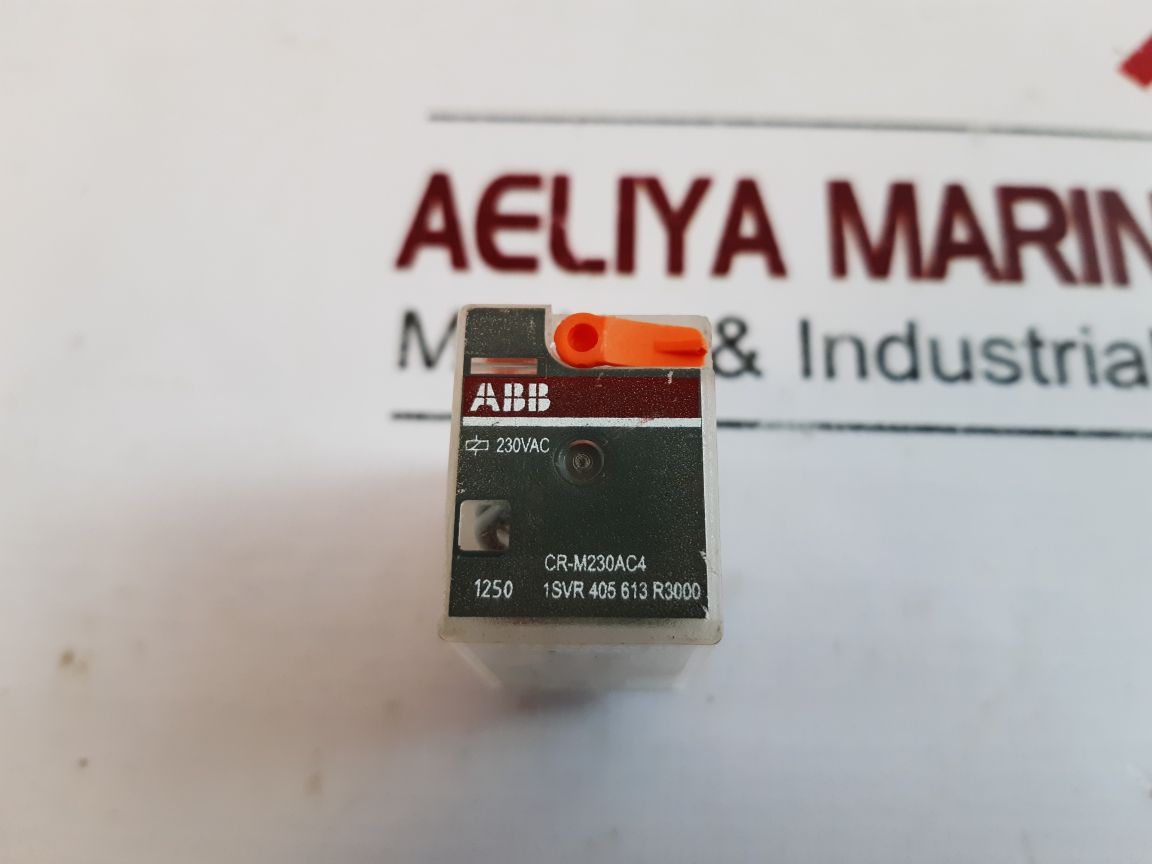 AELIYA MARIN
& Industrial
ABB
230VAC
CR-M230AC4
1250 1SVR 405 613 R3000